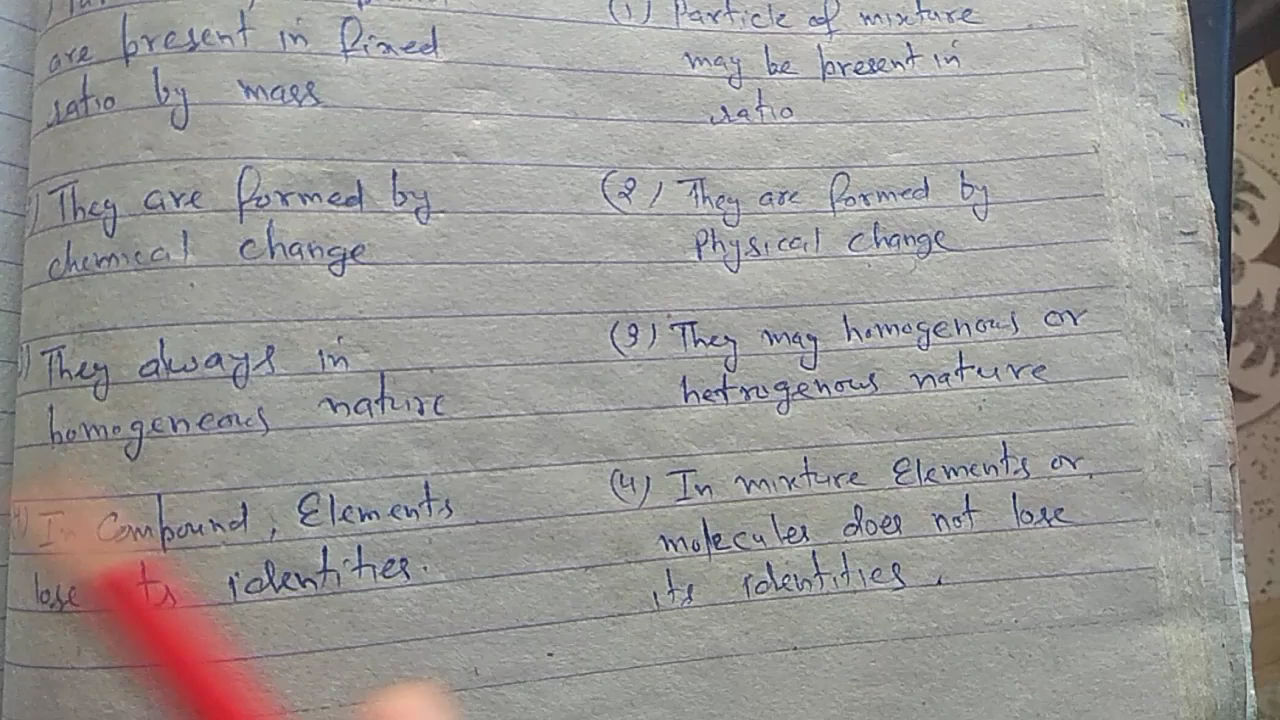 are present in fixed
ratio by mass
They are formed by
chemical change
They always in
homogeneous nature
In Compound, Elements
lose its identities.
(1) Particle of mixture
may be present in
ratio
(2) They are formed by
Physical change
(3) They may homogenous or
hetrogenous nature
(4) In mixture Elements or
molecules does not lose
its identities.